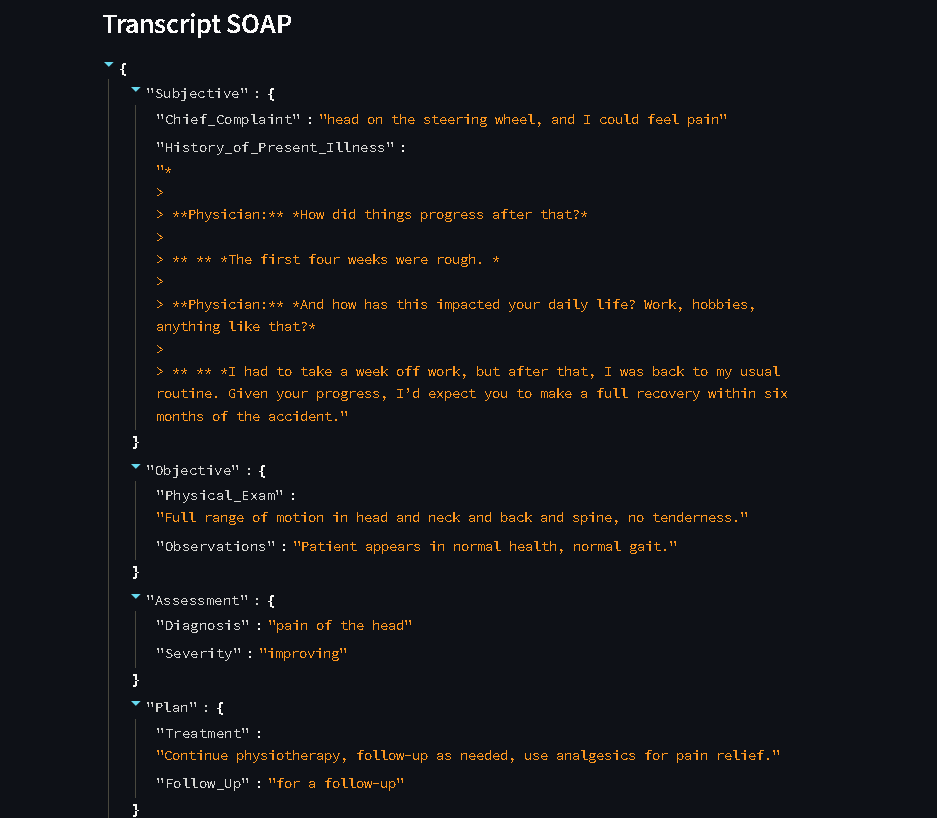 Transcript SOAP
{
"Subjective" : {
"Chief_Complaint" : "head on the steering wheel, and I could feel pain"
"History_of_Present_Illness" :
"*
>
> **Physician:** *How did things progress after that?*
>
> ** ** *The first four weeks were rough. *
>
> **Physician:** *And how has this impacted your daily life? Work, hobbies,
anything like that?*
>
> ** ** *I had to take a week off work, but after that, I was back to my usual
routine. Given your progress, I’d expect you to make a full recovery within six
months of the accident."
}
"Objective" : {
"Physical_Exam" :
"Full range of motion in head and neck and back and spine, no tenderness."
"Observations" : "Patient appears in normal health, normal gait."
}
"Assessment" : {
"Diagnosis" : "pain of the head"
"Severity" : "improving"
}
"Plan" : {
"Treatment" :
"Continue physiotherapy, follow-up as needed, use analgesics for pain relief."
"Follow_Up" : "for a follow-up"
}